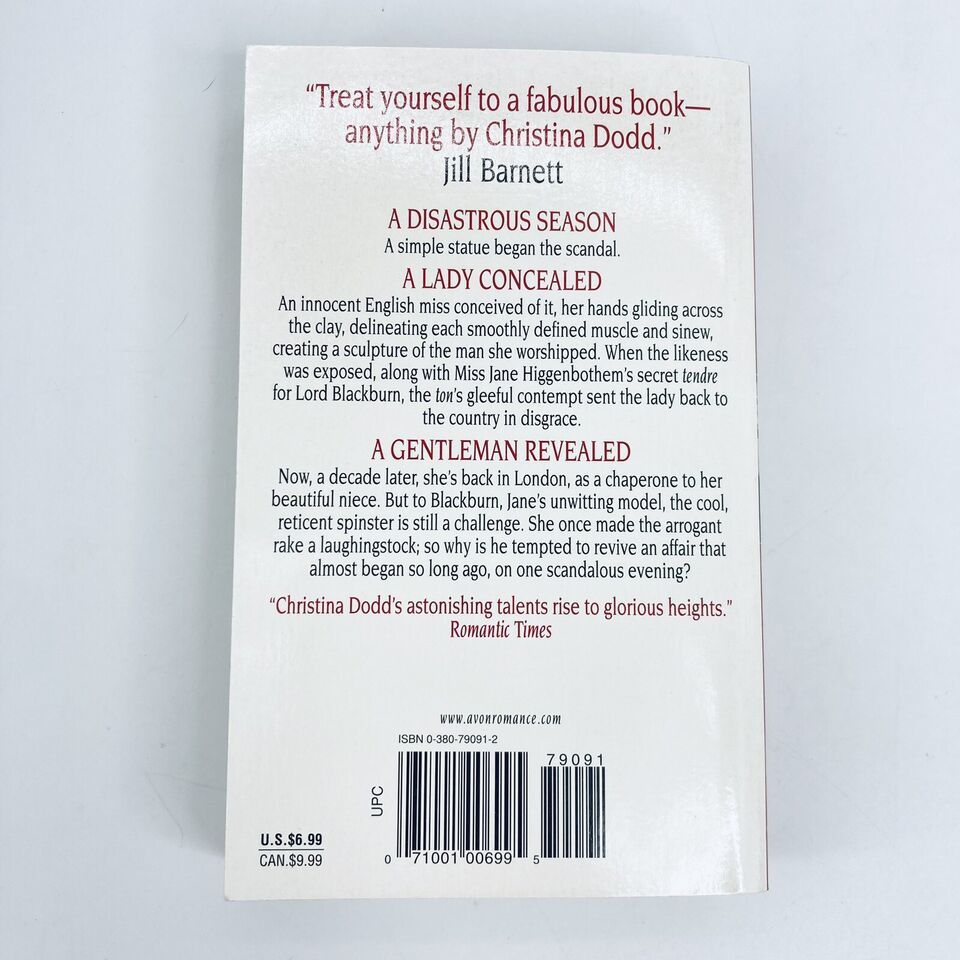 “Treat yourself to a fabulous book—
anything by Christina Dodd.”
Jill Barnett
A DISASTROUS SEASON
A simple statue began the scandal.
A LADY CONCEALED
An innocent English miss conceived of it, her hands gliding across
the clay, delineating each smoothly defined muscle and sinew,
creating a sculpture of the man she worshipped. When the likeness
was exposed, along with Miss Jane Higgenbothem’s secret tendre
for Lord Blackburn, the ton’s gleeful contempt sent the lady back to
the country in disgrace.
A GENTLEMAN REVEALED
Now, a decade later, she’s back in London, as a chaperone to her
beautiful niece. But to Blackburn, Jane’s unwitting model, the cool,
reticent spinster is still a challenge. She once made the arrogant
rake a laughingstock; so why is he tempted to revive an affair that
almost began so long ago, on one scandalous evening?
“Christina Dodd’s astonishing talents rise to glorious heights.”
Romantic Times
www.avonromance.com
ISBN 0-380-79091-2
79091
UPC
U.S.$6.99
CAN.$9.99
0 71001 00699 5